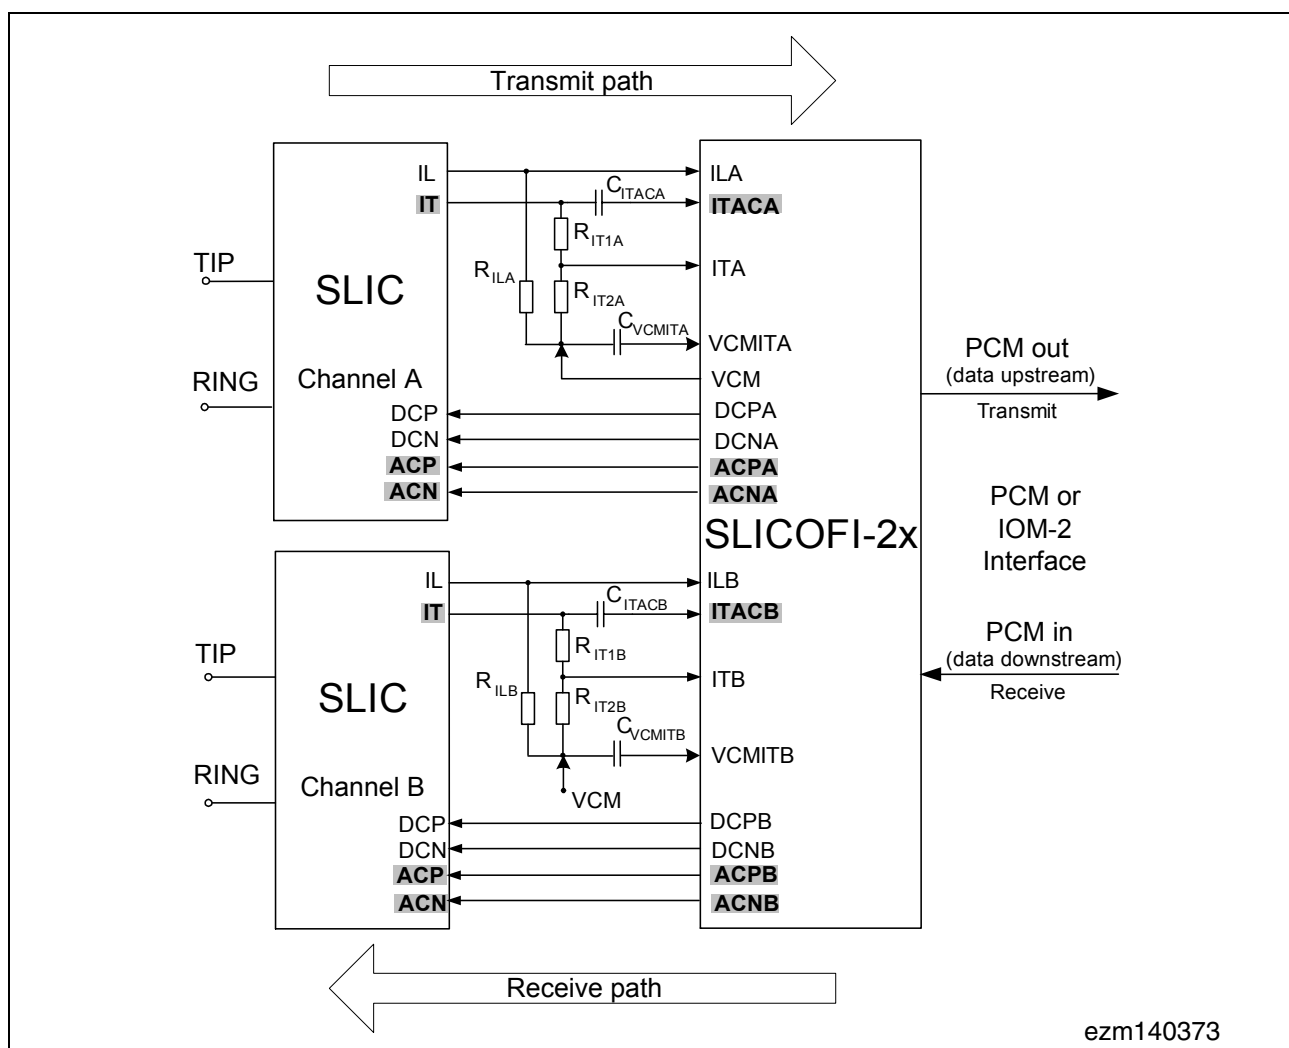 Transmit path
IL
IT
TIP
SLIC
RING
Channel A
DCP
DCN
ACP
ACN
CITACA
RIT1A
RILA
RIT2A
CVCMITA
ILA
ITACA
ITA
VCMITA
VCM
DCPA
DCNA
ACPA
ACNA
SLICOFI-2x
PCM out
(data upstream)
Transmit
PCM or
IOM-2
Interface
PCM in
(data downstream)
Receive
IL
IT
TIP
SLIC
RING
Channel B
DCP
DCN
ACP
ACN
CITACB
RIT1B
RILB
RIT2B
CVCMITB
VCM
ILB
ITACB
ITB
VCMITB
DCPB
DCNB
ACPB
ACNB
Receive path
ezm140373